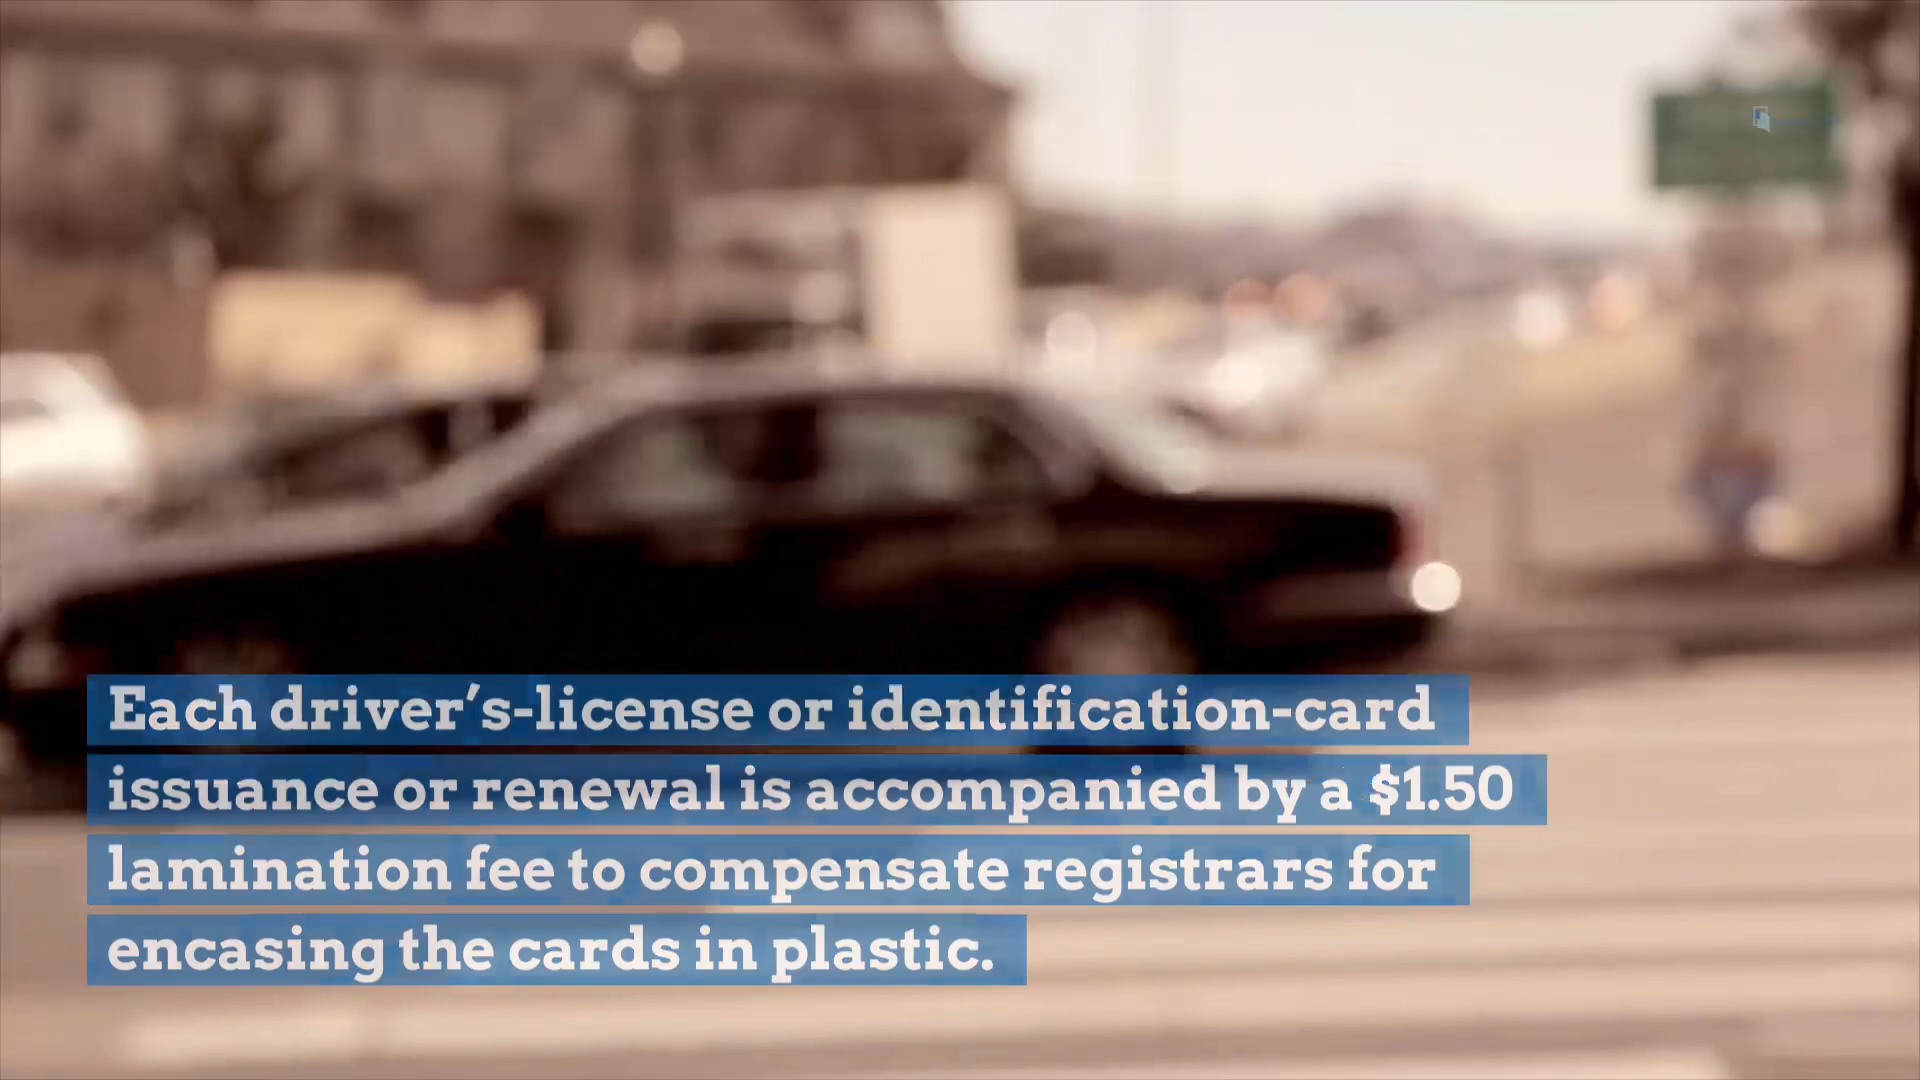 Each driver’s-license or identification-card
issuance or renewal is accompanied by a $1.50
lamination fee to compensate registrars for
encasing the cards in plastic.